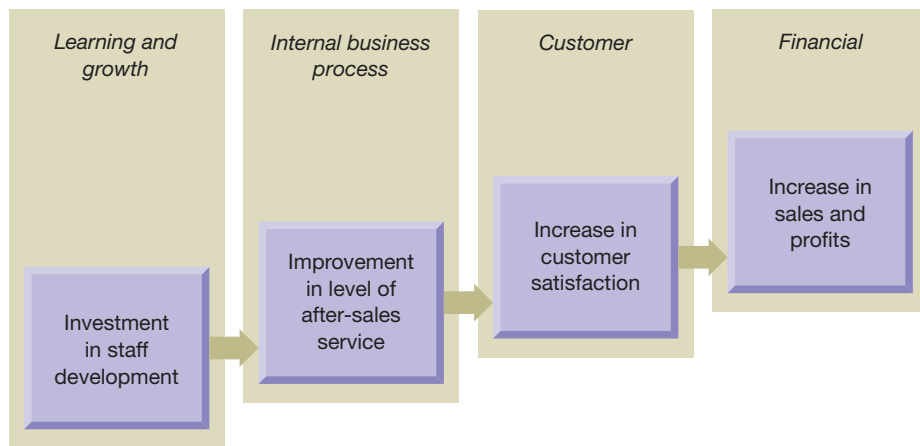 Learning and
growth
Internal business
process
Customer
Financial
Investment
in staff
development
Improvement
in level of
after-sales
service
Increase in
customer
satisfaction
Increase in
sales and
profits